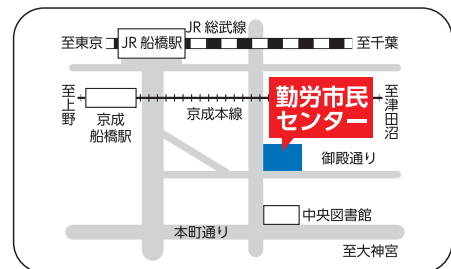 JR 総武線
至東京
JR 船橋駅
至千葉
至上野
京成
船橋駅
京成本線
勤労市民
センター
至津田沼
御殿通り
中央図書館
本町通り
至大神宮